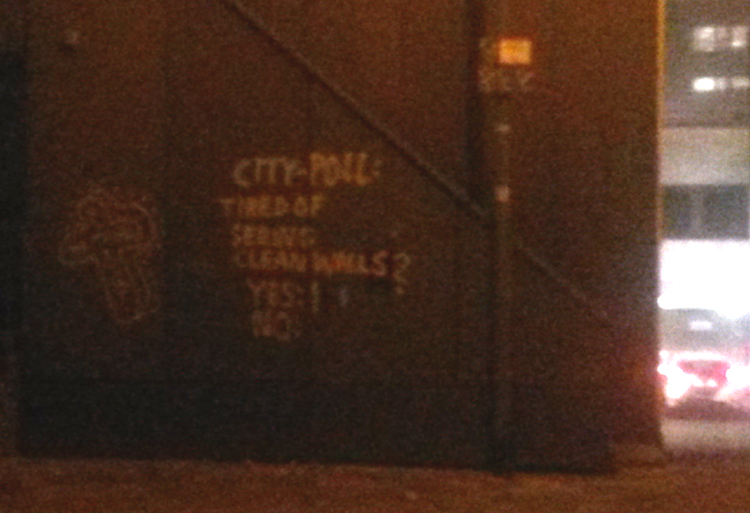 CITY-POLL:
TIRED OF
SEEING
CLEAN WALLS?
YES: I
NO: